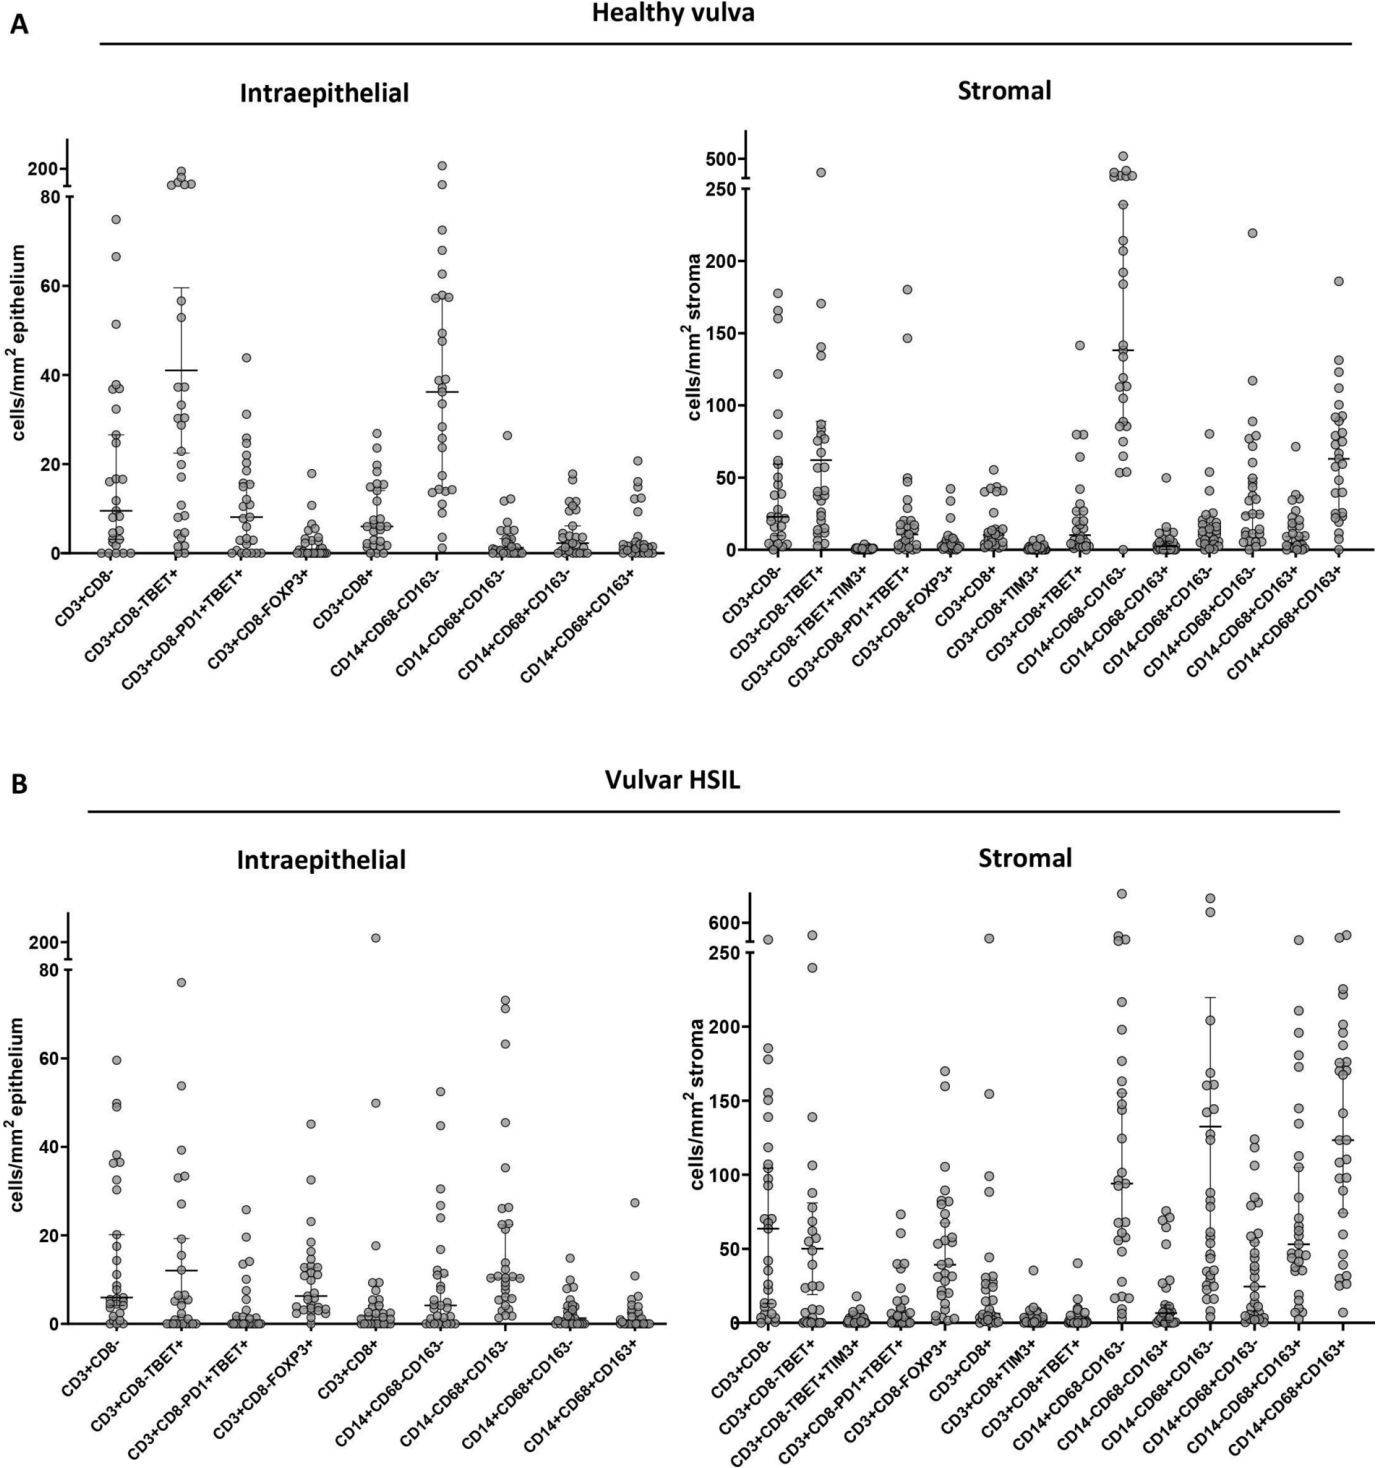 A
Healthy vulva
Intraepithelial
cells/mm² epithelium
200
80
60
40
20
0
CD3+CD8-
CD3+CD8-TBET+
CD3+CD8-PD1+TBET+
CD3+CD8-FOXP3+
CD3+CD8+
CD14+CD68-CD163-
CD14-CD68+CD163-
CD14+CD68+CD163-
CD14+CD68+CD163+
Stromal
cells/mm² stroma
500
250
200
150
100
50
0
CD3+CD8-
CD3+CD8-TBET+
CD3+CD8-TBET+TIM3+
CD3+CD8-PD1+TBET+
CD3+CD8-FOXP3+
CD3+CD8+
CD3+CD8+TIM3+
CD3+CD8+TBET+
CD14+CD68-CD163-
CD14-CD68-CD163+
CD14-CD68+CD163+
CD14+CD68+CD163-
CD14-CD68+CD163+
CD14+CD68+CD163+
B
Vulvar HSIL
Intraepithelial
cells/mm² epithelium
200
80
60
40
20
0
CD3+CD8-
CD3+CD8-TBET+
CD3+CD8-PD1+TBET+
CD3+CD8-FOXP3+
CD3+CD8+
CD14+CD68-CD163-
CD14-CD68+CD163-
CD14+CD68+CD163-
CD14+CD68+CD163+
Stromal
cells/mm² stroma
600
250
200
150
100
50
0
CD3+CD8-
CD3+CD8-TBET+
CD3+CD8-TBET+TIM3+
CD3+CD8-PD1+TBET+
CD3+CD8-FOXP3+
CD3+CD8+
CD3+CD8+TIM3+
CD3+CD8+TBET+
CD14+CD68-CD163-
CD14-CD68-CD163+
CD14-CD68+CD163-
CD14+CD68+CD163-
CD14-CD68+CD163+
CD14+CD68+CD163+